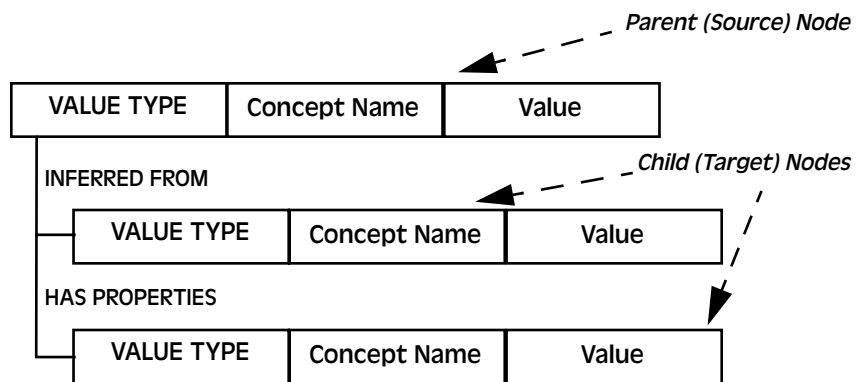 Parent (Source) Node
VALUE TYPE Concept Name Value
Child (Target) Nodes
INFERRED FROM
VALUE TYPE Concept Name Value
HAS PROPERTIES
VALUE TYPE Concept Name Value